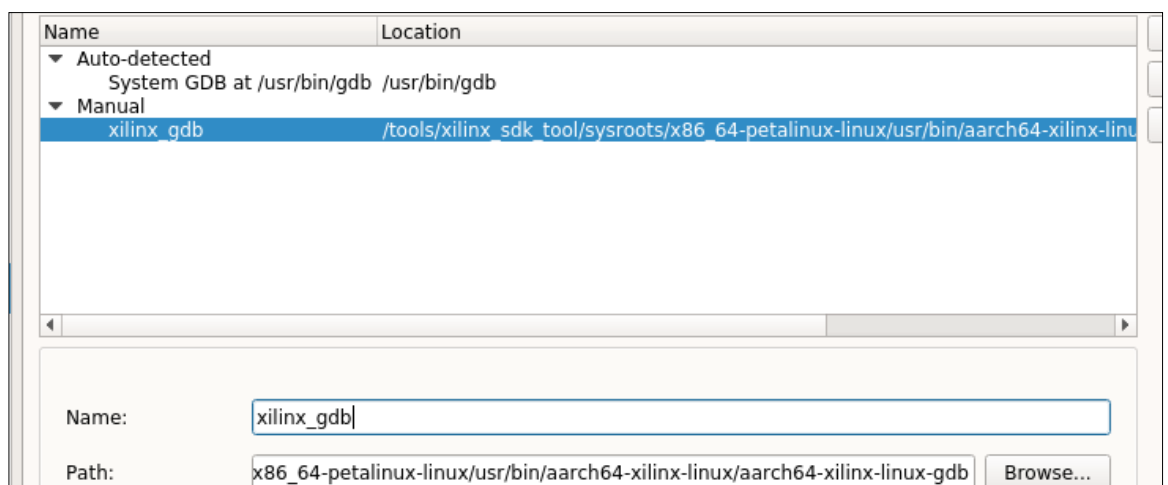 Name Location
Auto-detected
System GDB at /usr/bin/gdb /usr/bin/gdb
Manual
xilinx_gdb /tools/xilinx_sdk_tool/sysroots/x86_64-petalinux-linux/usr/bin/aarch64-xilinx-linu
Name: xilinx_gdb
Path: x86_64-petalinux-linux/usr/bin/aarch64-xilinx-linux/aarch64-xilinx-linux-gdb Browse...